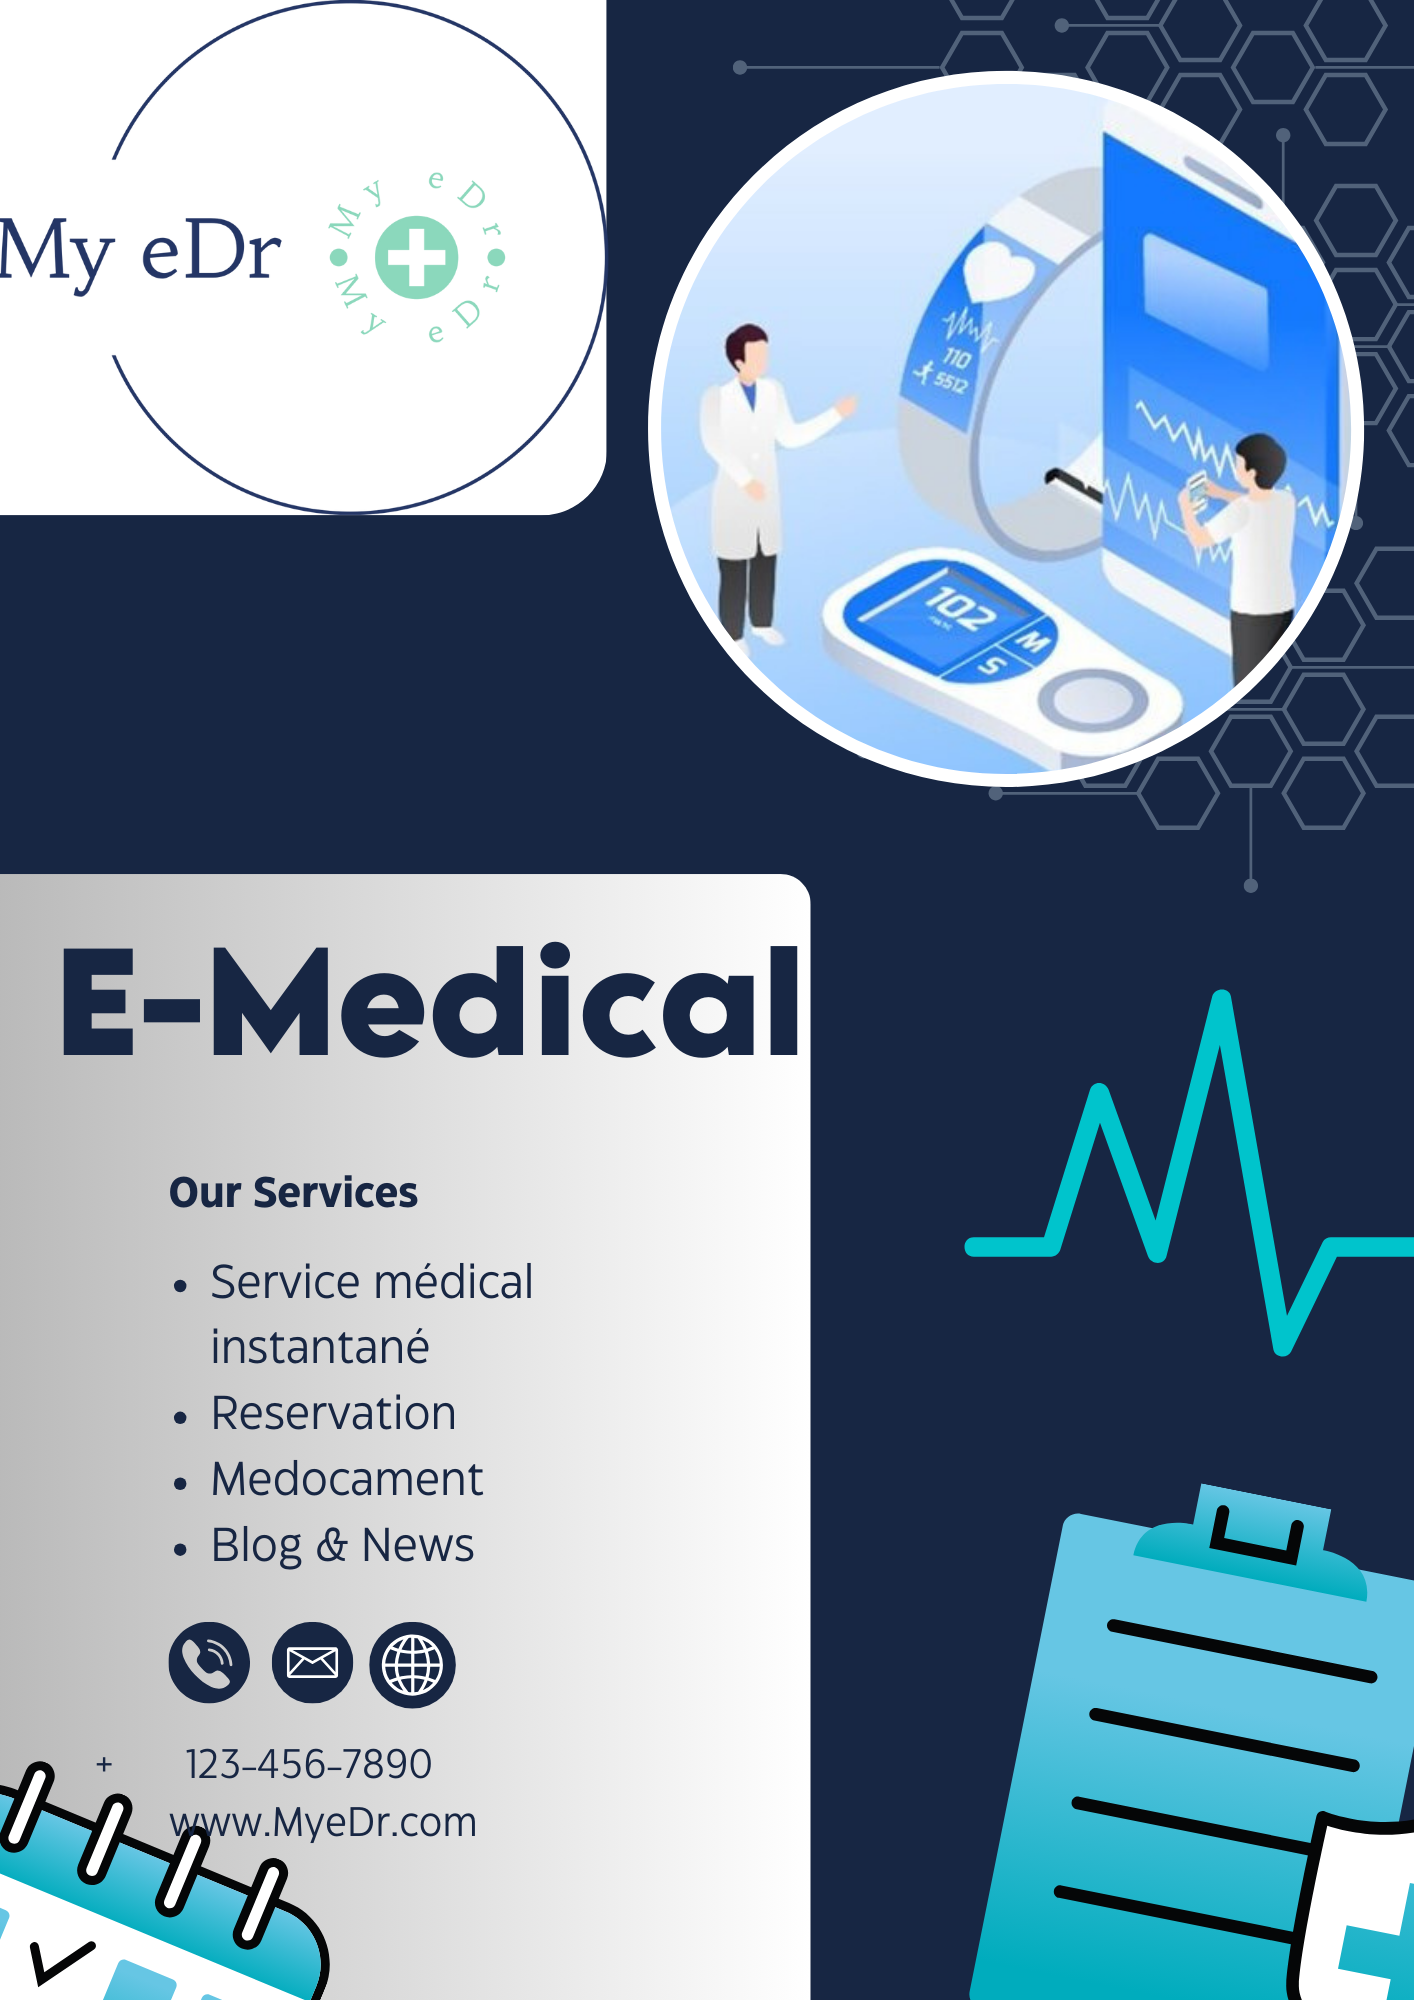 My eDr
My eDr
My eDr
110
5512
102
M
S
E-Medical
Our Services
• Service médical
instantané
• Reservation
• Medocament
• Blog & News
+ 123-456-7890
www.MyeDr.com